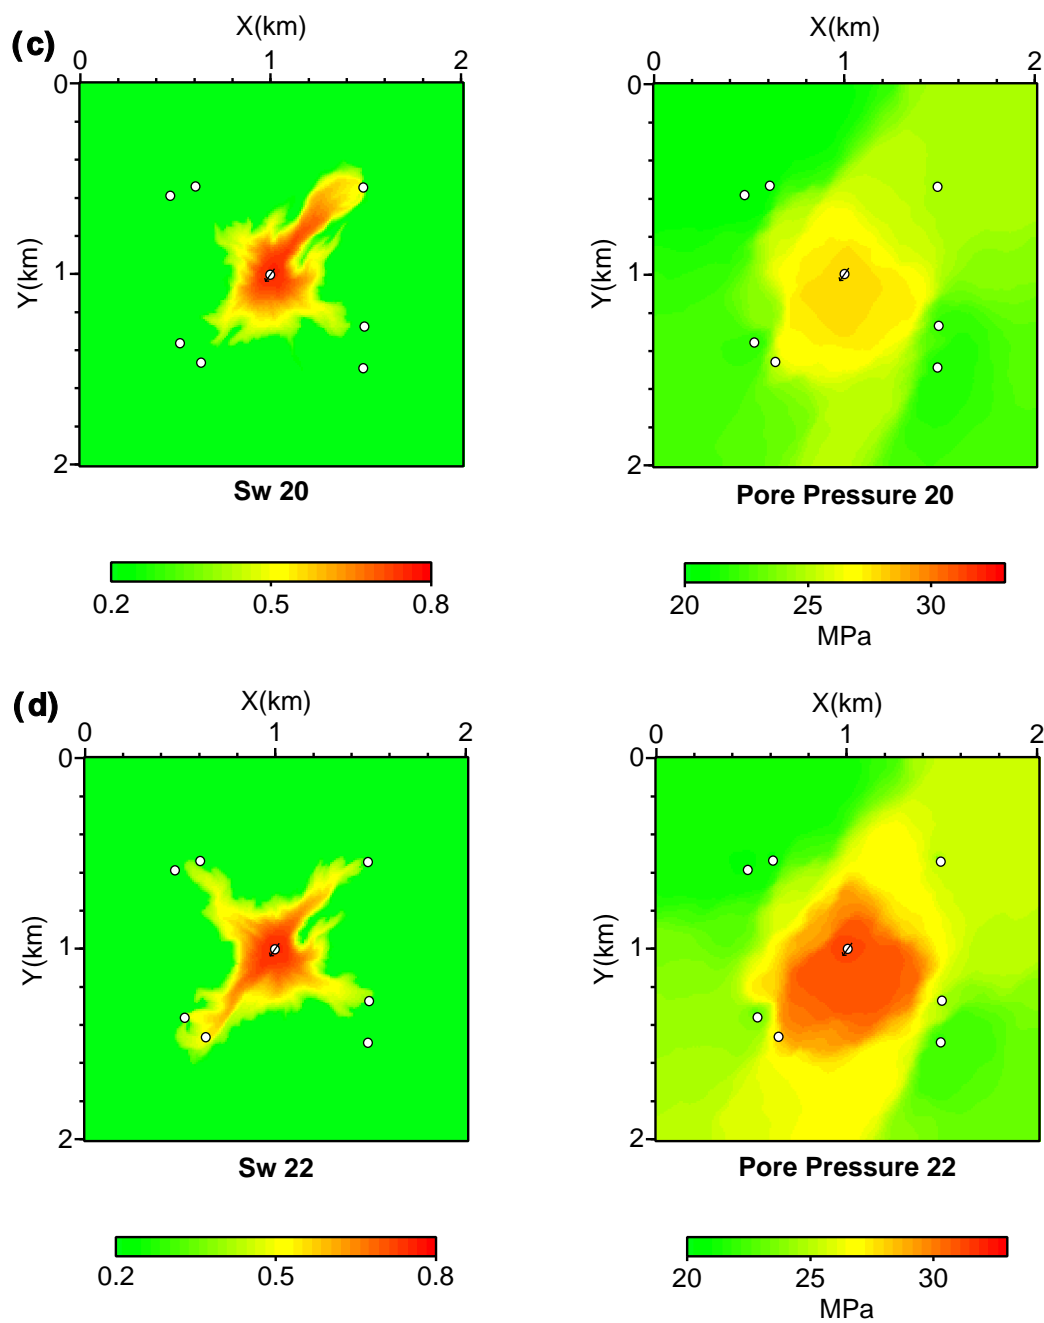 (c)
X(km)
0 1 2
0
Y(km)
1
2
Sw 20
0.2 0.5 0.8
X(km)
0 1 2
0
Y(km)
1
2
Pore Pressure 20
20 25 30
MPa
(d)
X(km)
0 1 2
0
Y(km)
1
2
Sw 22
0.2 0.5 0.8
X(km)
0 1 2
0
Y(km)
1
2
Pore Pressure 22
20 25 30
MPa